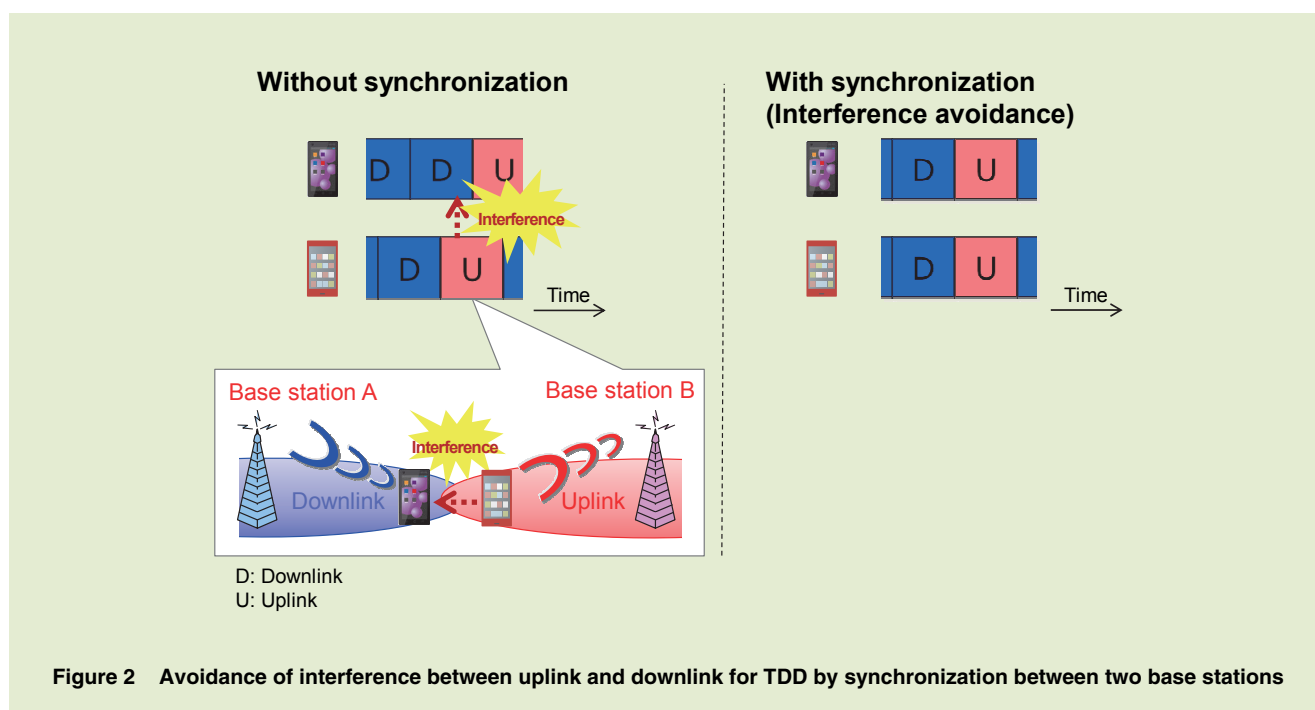 Without synchronization
With synchronization
(Interference avoidance)
D D U
D U
Interference
D U
D U
Time
Time
Base station A
Base station B
Interference
Downlink
Uplink
D: Downlink
U: Uplink
Figure 2 Avoidance of interference between uplink and downlink for TDD by synchronization between two base stations